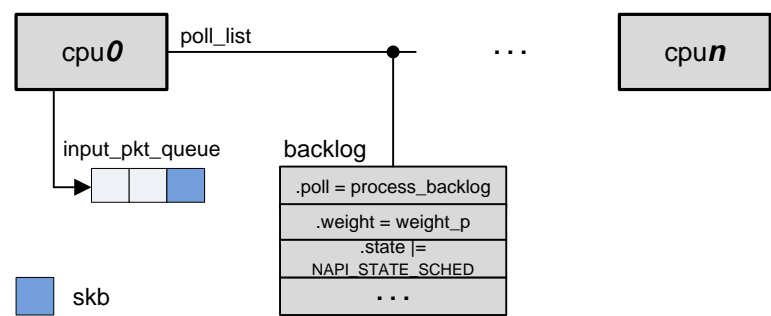 cpu0
poll_list
. . .
cpun
input_pkt_queue
backlog
.poll = process_backlog
.weight = weight_p
.state |=
NAPI_STATE_SCHED
. . .
skb